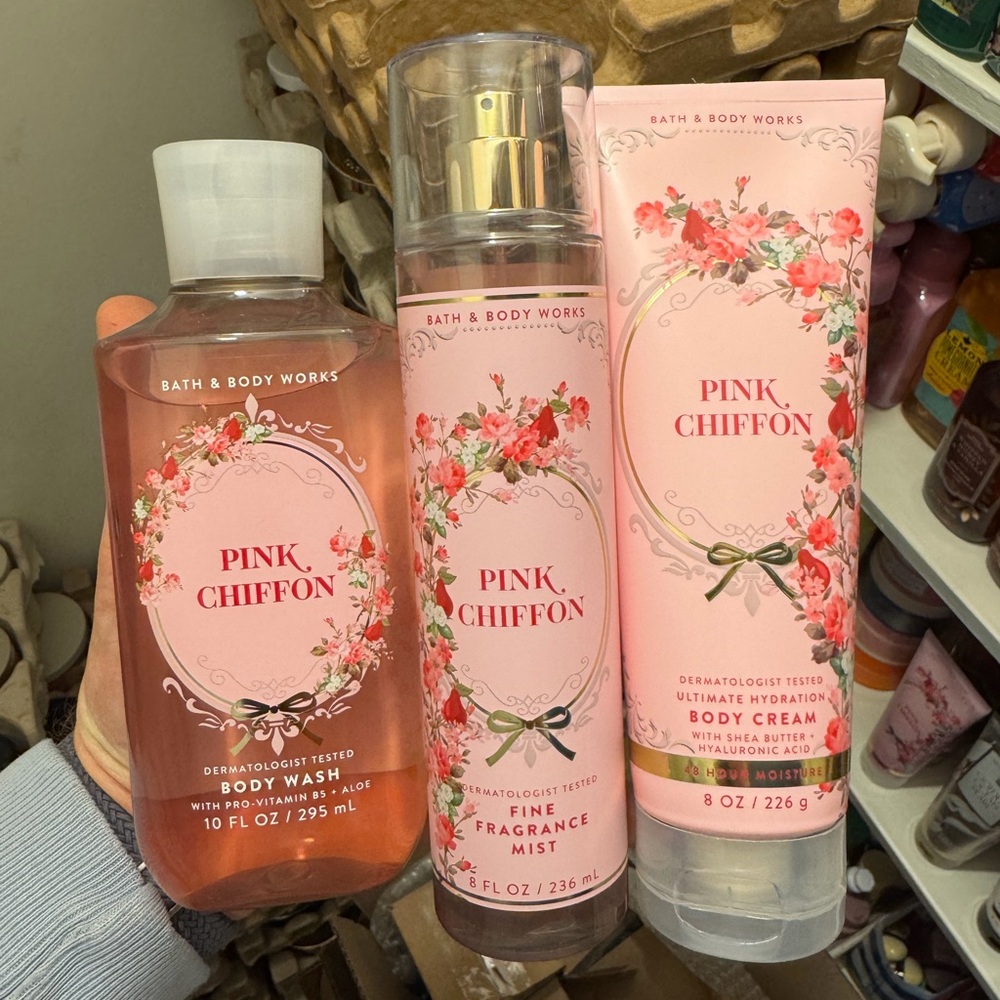 BATH & BODY WORKS
PINK
CHIFFON
DERMATOLOGIST TESTED
BODY WASH
WITH PRO-VITAMIN B5 + ALOE
10 FL OZ / 295 mL
BATH & BODY WORKS
PINK
CHIFFON
DERMATOLOGIST TESTED
FINE
FRAGRANCE
MIST
8 FL OZ / 236 mL
BATH & BODY WORKS
PINK
CHIFFON
DERMATOLOGIST TESTED
ULTIMATE HYDRATION
BODY CREAM
WITH SHEA BUTTER +
HYALURONIC ACID
48 HOUR MOISTURE
8 OZ / 226 g